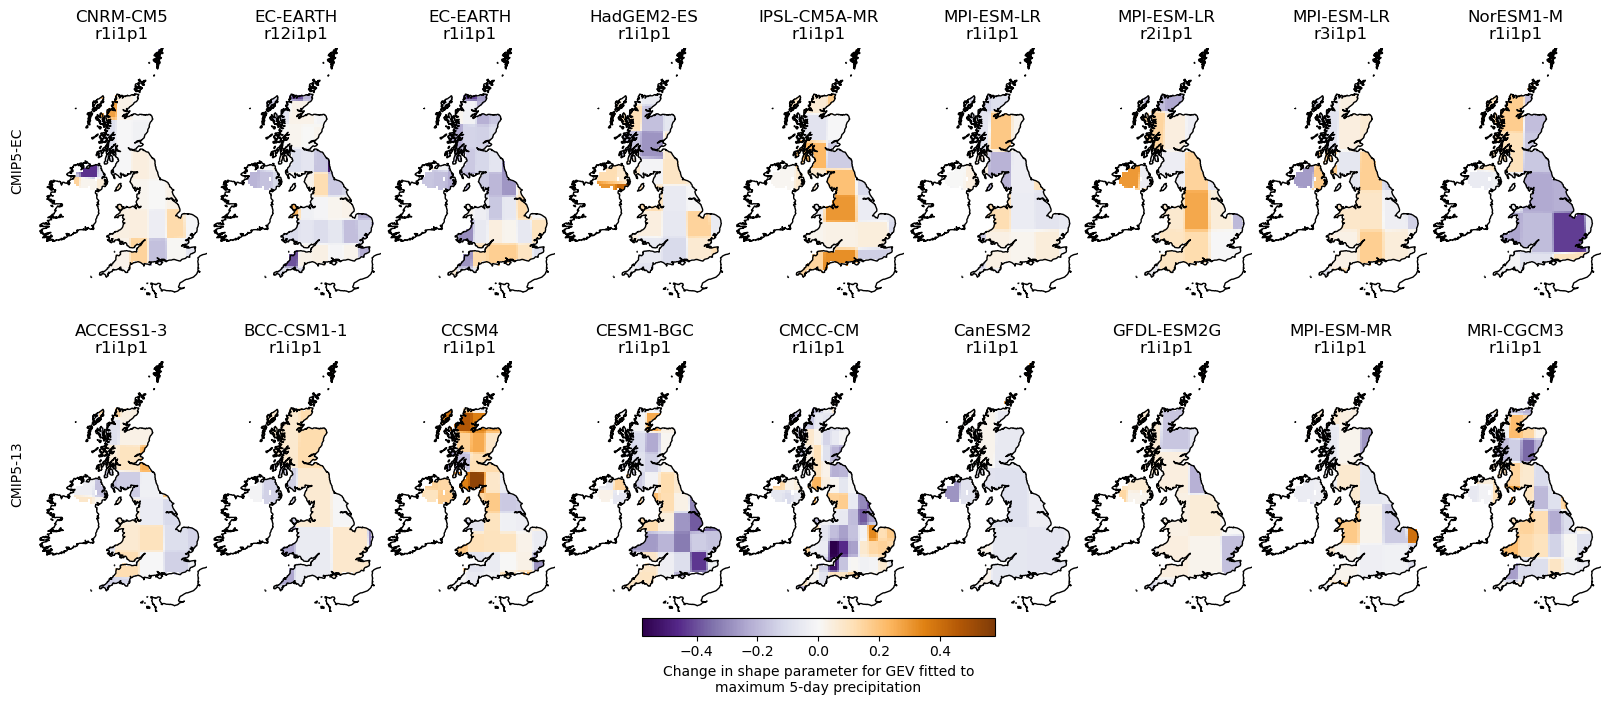 CNRM-CM5 EC-EARTH EC-EARTH HadGEM2-ES IPSL-CM5A-MR MPI-ESM-LR MPI-ESM-LR MPI-ESM-LR NorESM1-M
r1i1p1 r12i1p1 r1i1p1 r1i1p1 r1i1p1 r1i1p1 r2i1p1 r3i1p1 r1i1p1
CMIP5-EC
ACCESS1-3 BCC-CSM1-1 CCSM4 CESM1-BGC CMCC-CM CanESM2 GFDL-ESM2G MPI-ESM-MR MRI-CGCM3
r1i1p1 r1i1p1 r1i1p1 r1i1p1 r1i1p1 r1i1p1 r1i1p1 r1i1p1 r1i1p1
CMIP5-13
−0.4 −0.2 0.0 0.2 0.4
Change in shape parameter for GEV fitted to
maximum 5-day precipitation